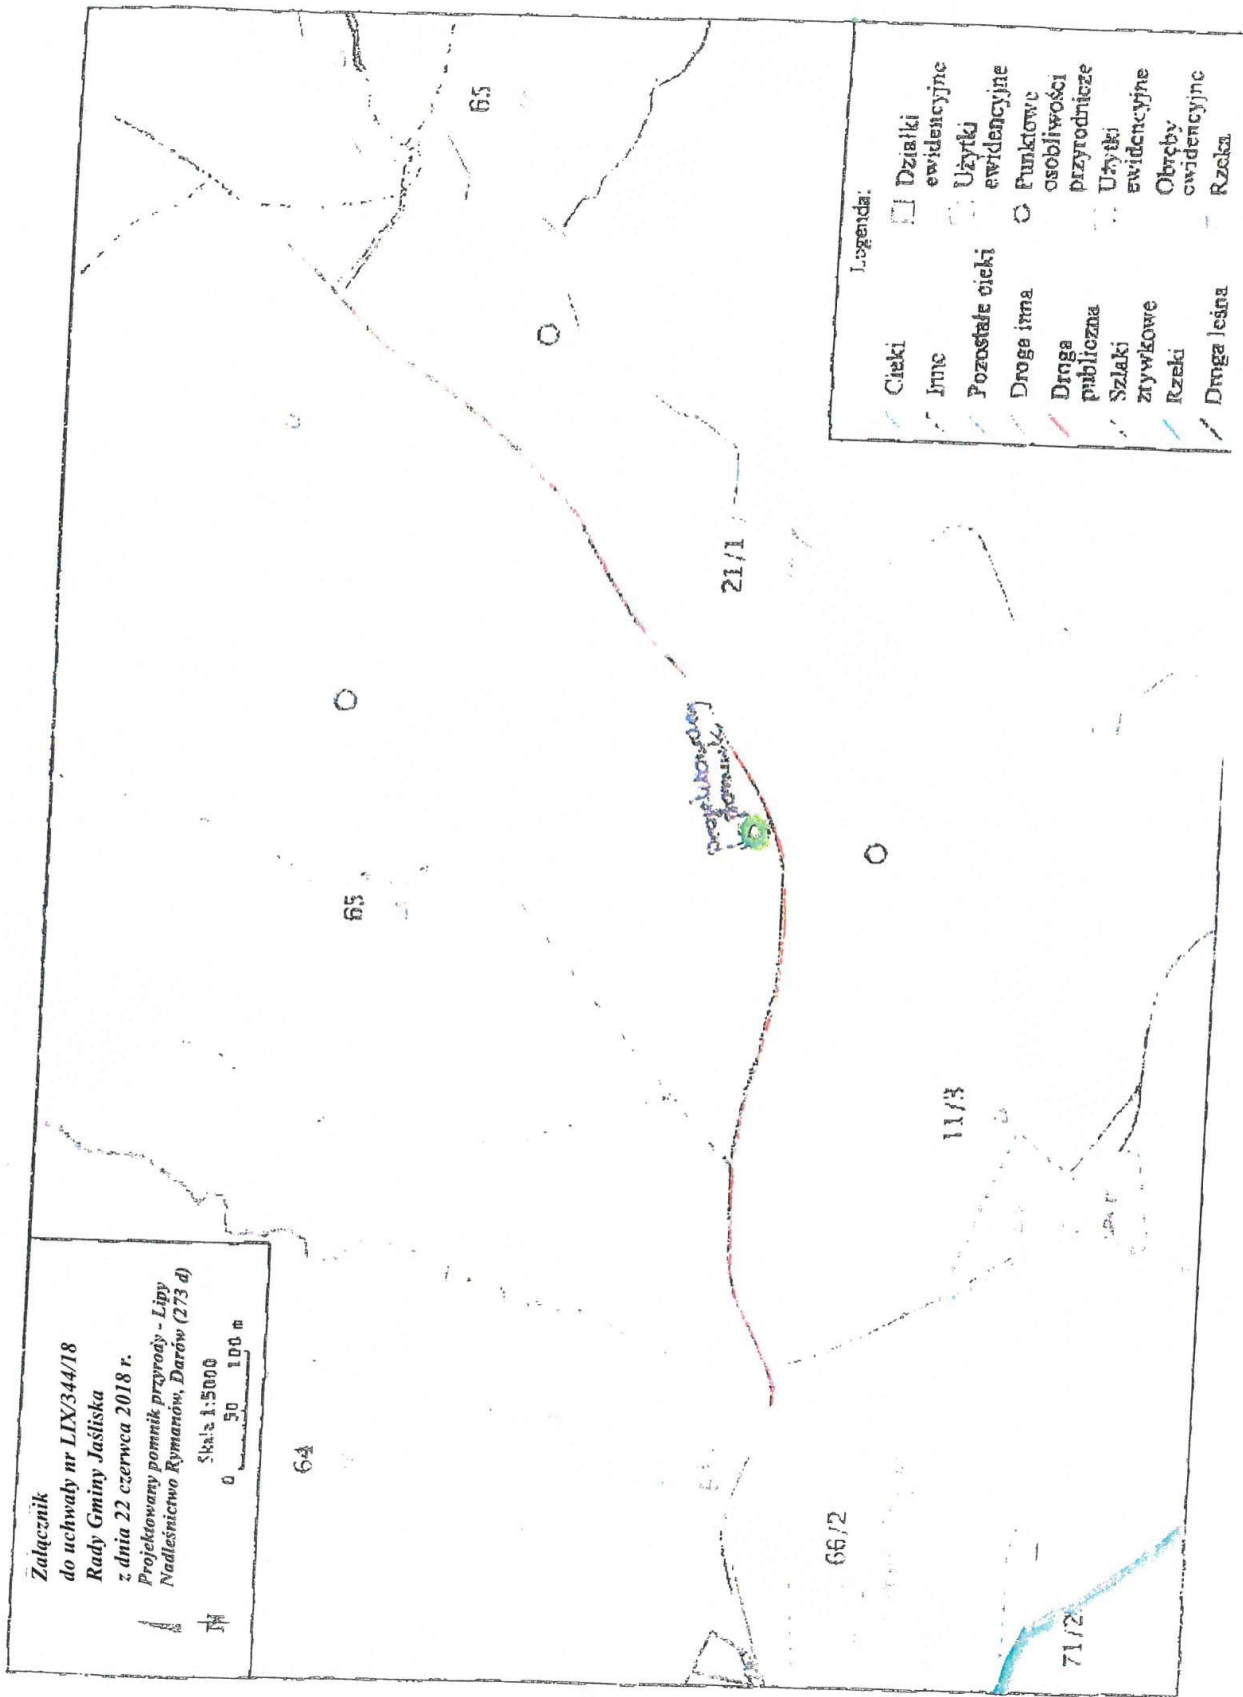 Załącznik
do uchwały nr LIX/344/18
Rady Gminy Jaśliska
z dnia 22 czerwca 2018 r.
Projektowany pomnik przyrody - Lipy
Nadleśnictwo Rymanów, Darów (273 d)
Skala 1:5000
0 50 100 m
N
64
65
65
projektowany
pomnik
21/1
11/3
66/2
71/2
Legenda:
Cieki
Inne
Pozostałe cieki
Droge inna
Droga
publiczna
Szlaki
zrywkowe
Rzeki
Droga leśna
Działki
ewidencyjne
Użytki
ewidencyjne
Punktowe
osobliwości
przyrodnicze
Użytki
ewidencyjne
Obręby
ewidencyjne
Rzeka